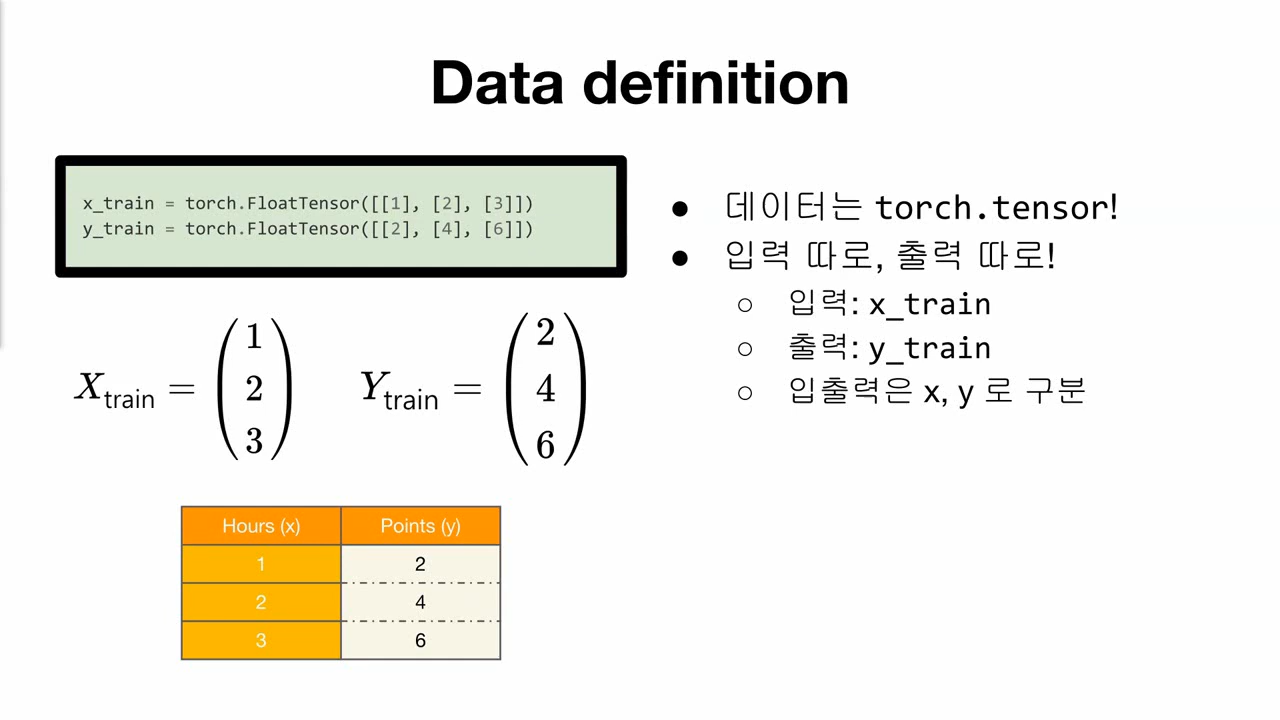 Data definition
x_train = torch.FloatTensor([[1], [2], [3]])
y_train = torch.FloatTensor([[2], [4], [6]])
X_train = (1 2 3)
Y_train = (2 4 6)
Hours (x) Points (y)
1 2
2 4
3 6
● 데이터는 torch.tensor!
● 입력 따로, 출력 따로!
○ 입력: x_train
○ 출력: y_train
○ 입출력은 x, y 로 구분